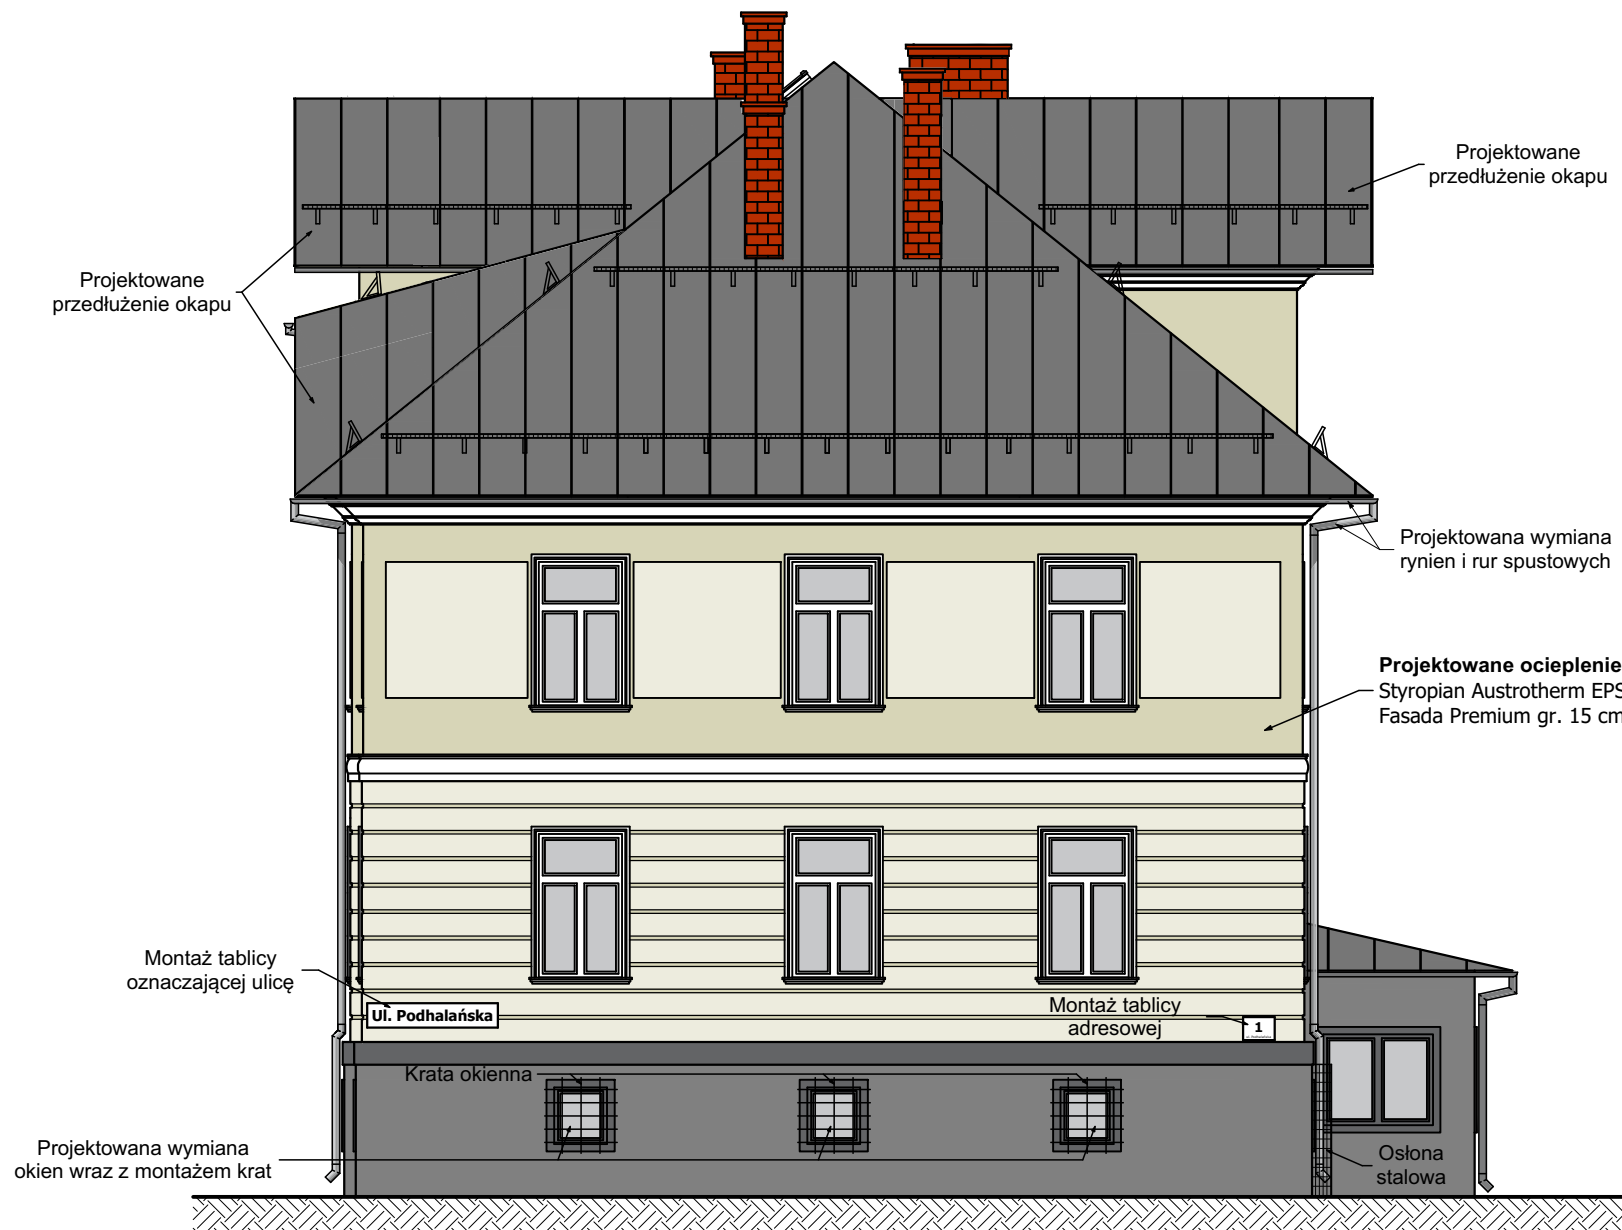 Projektowane
przedłużenie okapu
Projektowane
przedłużenie okapu
Projektowana wymiana
rynien i rur spustowych
Projektowane ocieplenie
Styropian Austrotherm EPS
Fasada Premium gr. 15 cm
Montaż tablicy
oznaczającej ulicę
Ul. Podhalańska
Montaż tablicy
adresowej
1
Krata okienna
Projektowana wymiana
okien wraz z montażem krat
Osłona
stalowa